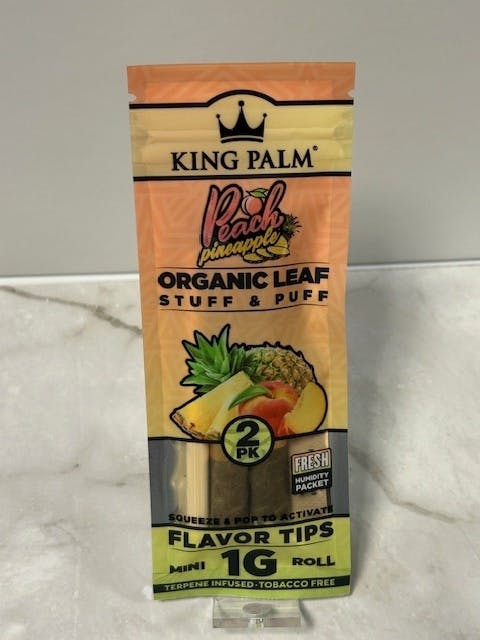 KING PALM®
Peach
pineapple
ORGANIC LEAF
STUFF & PUFF
2
PK
FRESH
HUMIDITY
PACKET
SQUEEZE & POP TO ACTIVATE
FLAVOR TIPS
MINI 1G ROLL
TERPENE INFUSED · TOBACCO FREE